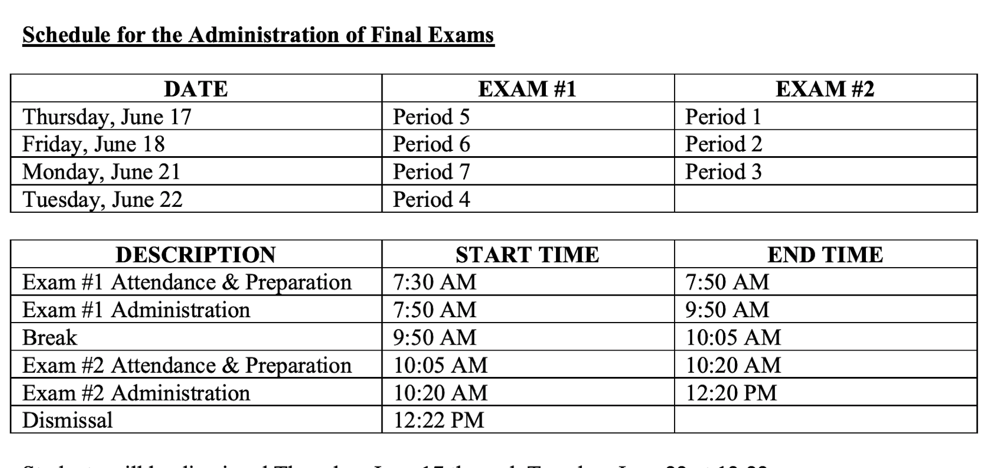 Schedule for the Administration of Final Exams
DATE EXAM #1 EXAM #2
Thursday, June 17 Period 5 Period 1
Friday, June 18 Period 6 Period 2
Monday, June 21 Period 7 Period 3
Tuesday, June 22 Period 4
DESCRIPTION START TIME END TIME
Exam #1 Attendance & Preparation 7:30 AM 7:50 AM
Exam #1 Administration 7:50 AM 9:50 AM
Break 9:50 AM 10:05 AM
Exam #2 Attendance & Preparation 10:05 AM 10:20 AM
Exam #2 Administration 10:20 AM 12:20 PM
Dismissal 12:22 PM